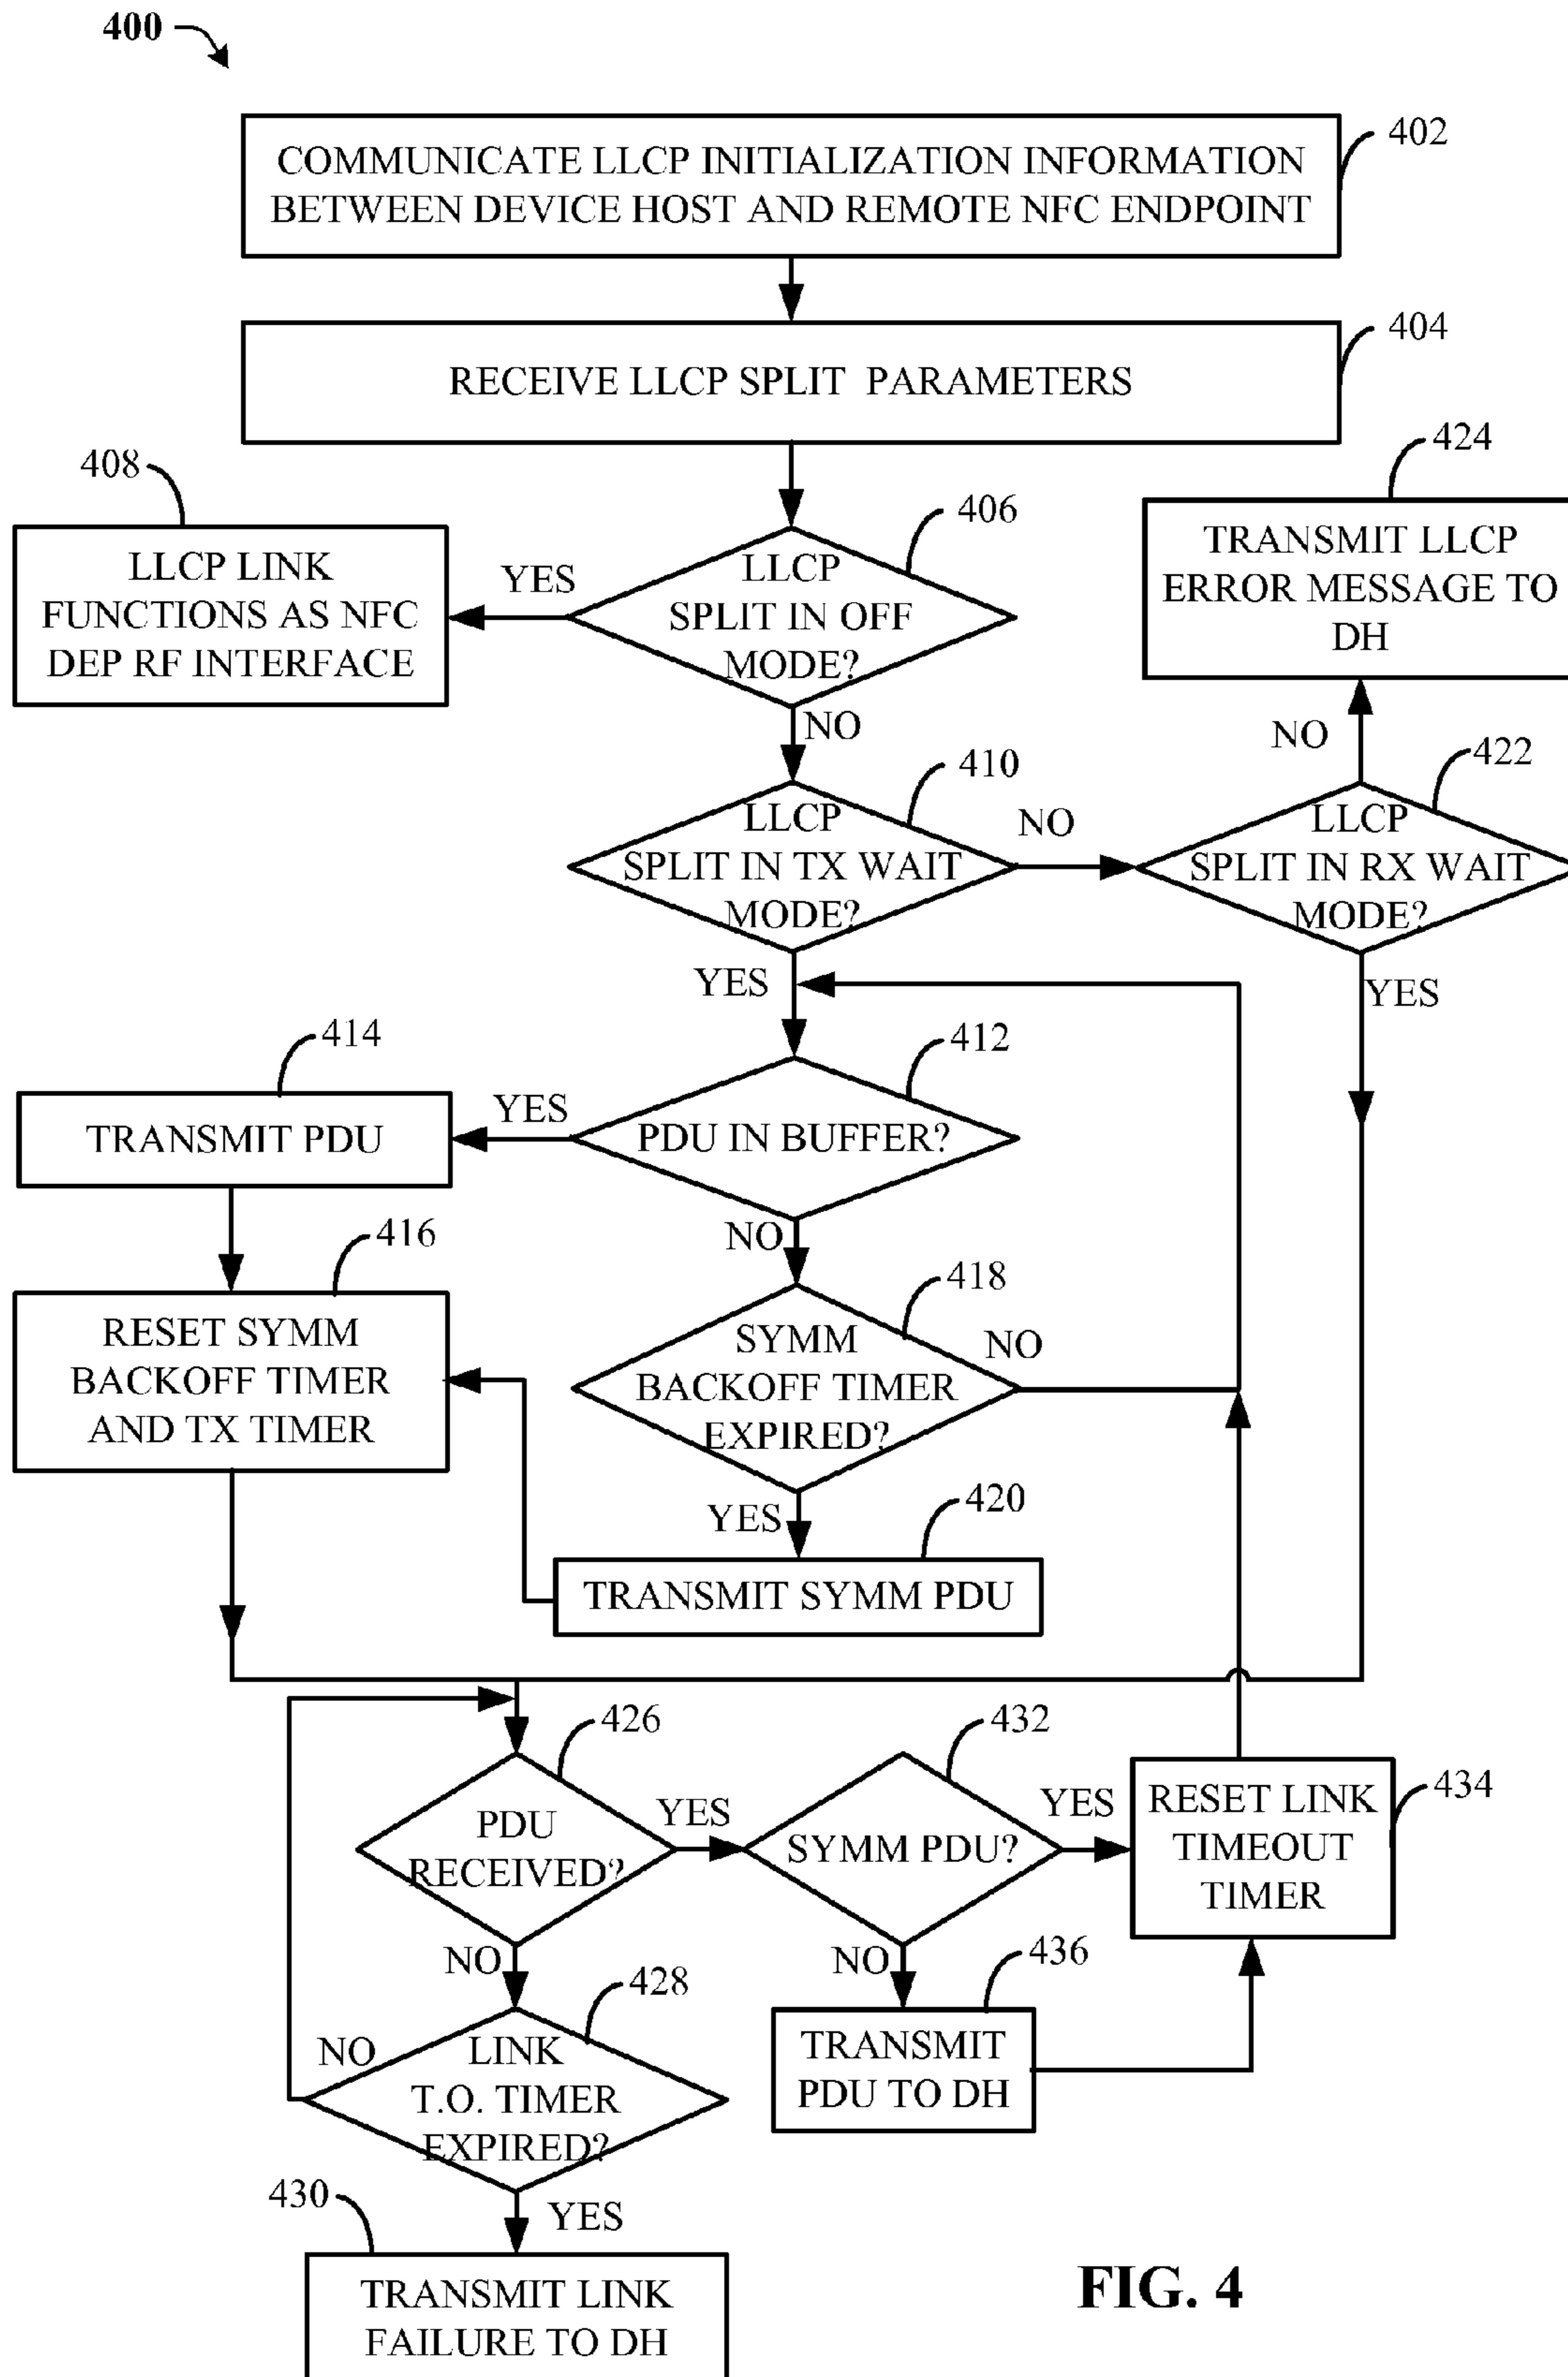 400
402
COMMUNICATE LLCP INITIALIZATION INFORMATION
BETWEEN DEVICE HOST AND REMOTE NFC ENDPOINT
404
RECEIVE LLCP SPLIT PARAMETERS
408
LLCP LINK
FUNCTIONS AS NFC
DEP RF INTERFACE
YES
406
LLCP
SPLIT IN OFF
MODE?
NO
424
TRANSMIT LLCP
ERROR MESSAGE TO
DH
NO
410
LLCP
SPLIT IN TX WAIT
MODE?
NO
422
LLCP
SPLIT IN RX WAIT
MODE?
YES
YES
414
TRANSMIT PDU
YES
412
PDU IN BUFFER?
NO
416
RESET SYMM
BACKOFF TIMER
AND TX TIMER
418
SYMM
BACKOFF TIMER
EXPIRED?
NO
YES
420
TRANSMIT SYMM PDU
426
PDU
RECEIVED?
YES
432
SYMM PDU?
YES
434
RESET LINK
TIMEOUT
TIMER
NO
NO
436
TRANSMIT
PDU TO DH
428
NO
LINK
T.O. TIMER
EXPIRED?
YES
430
TRANSMIT LINK
FAILURE TO DH
FIG. 4